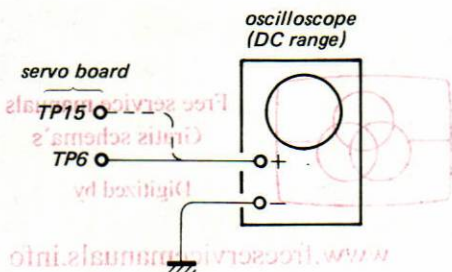 oscilloscope
(DC range)
servo board
TP15
TP6
+
−
Free service manuals
Gratis schema's
Digitized by
www.freeservicemanuals.info